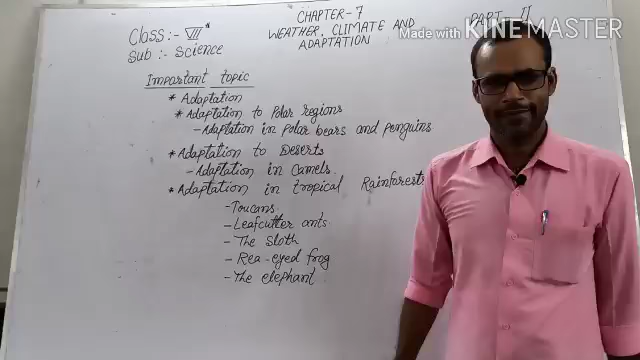 Class:- VII
Sub :- Science
CHAPTER-7
WEATHER, CLIMATE AND
ADAPTATION
PART - II
Made with KINEMASTER
Important topic
* Adaptation
* Adaptation to Polar regions
- Adaptation in Polar bears and penguins
* Adaptation to Deserts
- Adaptation in Camels.
* Adaptation in tropical Rainforests
- Toucans
- Leafcutter ants
- The Sloth
- Rea-eyed frog
- The elephant